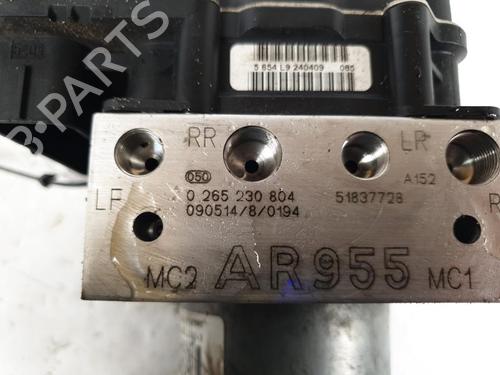 5 654 L9 240409 085
RR LR
A152
050 0 265 230 804 51837728
LF R
090514/8/0194
MC2 AR955 MC1
B-PARTS